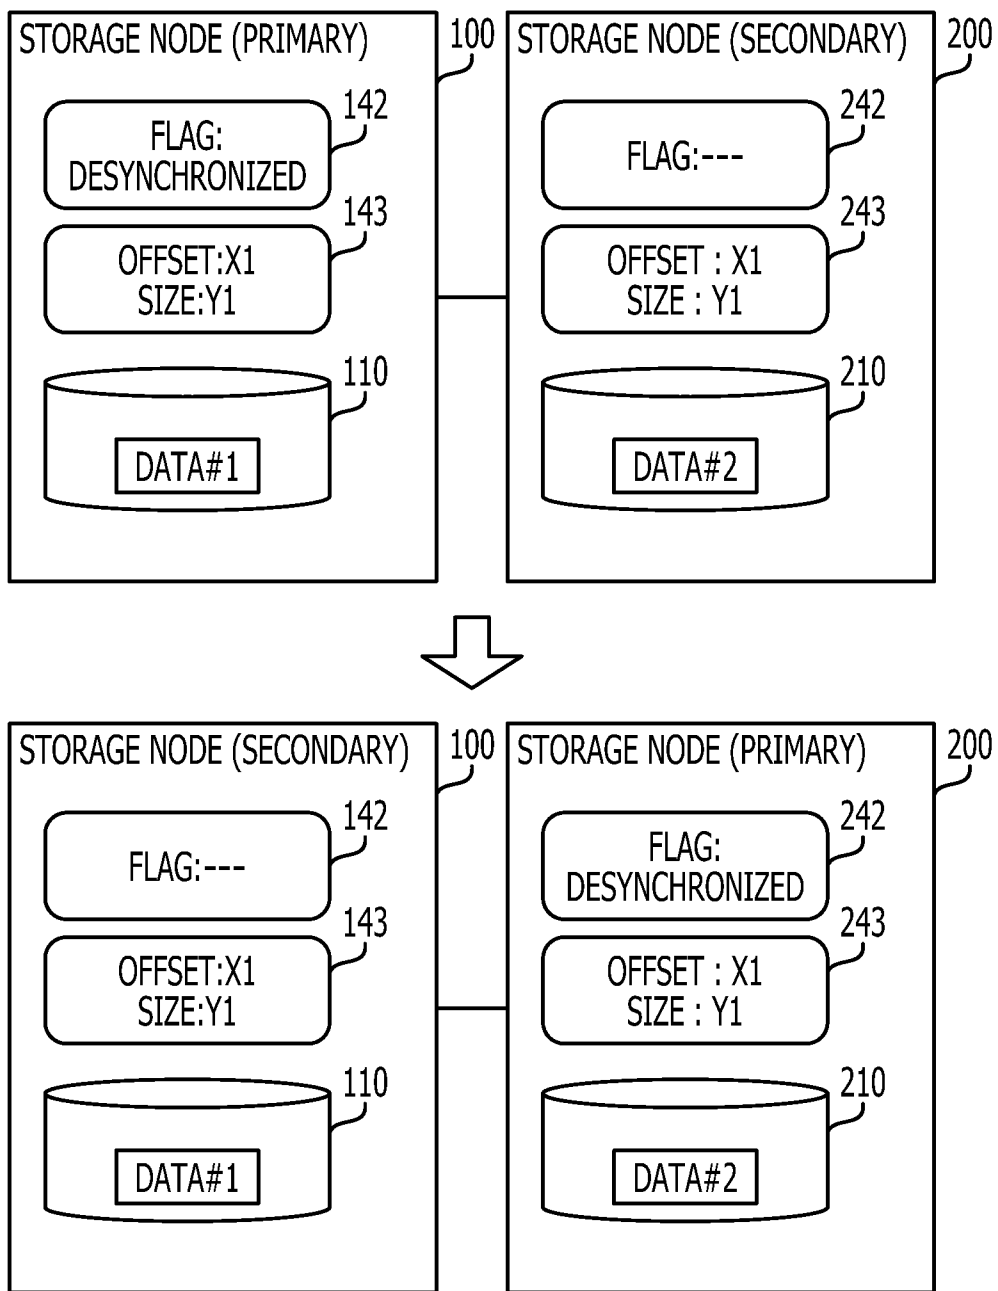 STORAGE NODE (PRIMARY)
100
142
FLAG:
DESYNCHRONIZED
143
OFFSET:X1
SIZE:Y1
110
DATA#1
STORAGE NODE (SECONDARY)
200
242
FLAG:---
243
OFFSET : X1
SIZE : Y1
210
DATA#2
STORAGE NODE (SECONDARY)
100
142
FLAG:---
143
OFFSET:X1
SIZE:Y1
110
DATA#1
STORAGE NODE (PRIMARY)
200
242
FLAG:
DESYNCHRONIZED
243
OFFSET : X1
SIZE : Y1
210
DATA#2